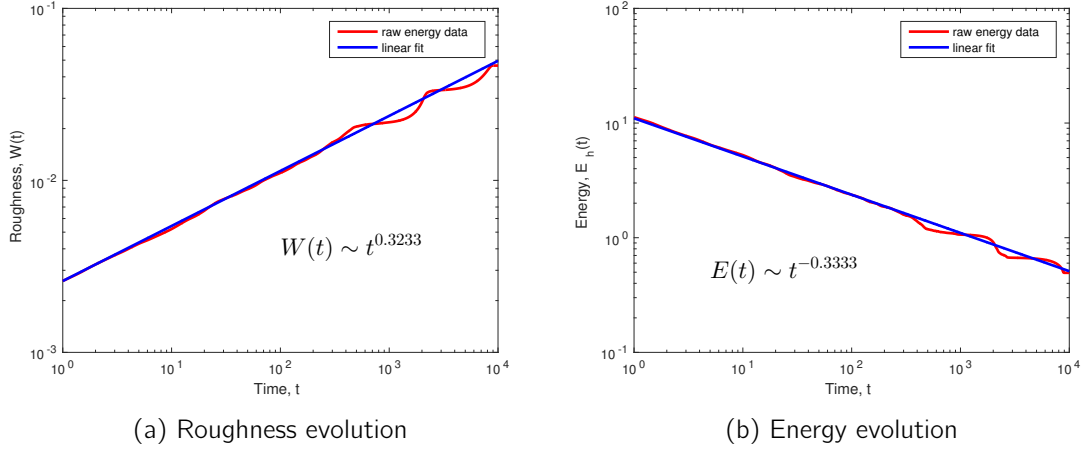 10^-1
10^-2
10^-3
Roughness, W(t)
raw energy data
linear fit
W(t) ∼ t^0.3233
10^0 10^1 10^2 10^3 10^4
Time, t
(a) Roughness evolution
10^2
10^1
10^0
10^-1
Energy, E_h(t)
raw energy data
linear fit
E(t) ∼ t^-0.3333
10^0 10^1 10^2 10^3 10^4
Time, t
(b) Energy evolution